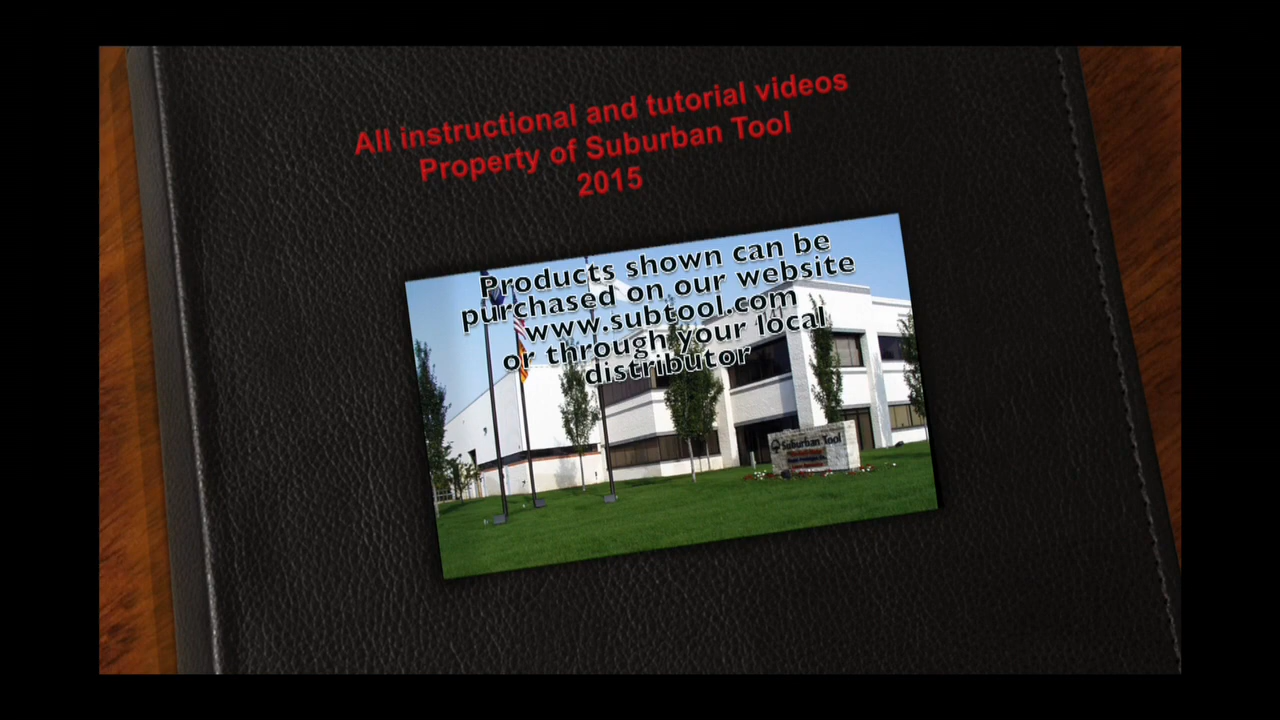 All instructional and tutorial videos
Property of Suburban Tool
2015
Products shown can be
purchased on our website
www.subtool.com
or through your local
distributor
Suburban Tool